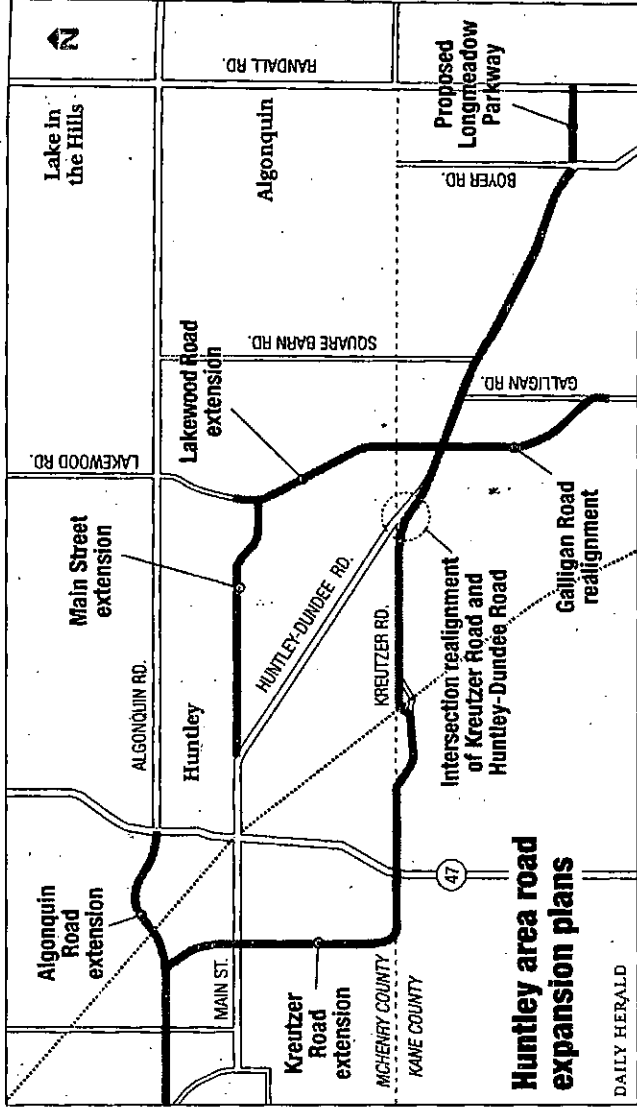 N
Lake in
the Hills
RANDALL RD.
Algonquin
Proposed
Longmeadow
Parkway
BOYER RD.
SQUARE BARN RD.
GALLIGAN RD.
Lakewood Road
extension
LAKEWOOD RD.
Main Street
extension
HUNTLEY-DUNDEE RD.
KREUTZER RD.
Intersection realignment
of Kreutzer Road and
Huntley-Dundee Road
Galligan Road
realignment
ALGONQUIN RD.
Huntley
Algonquin
Road
extension
MAIN ST.
Kreutzer
Road
extension
MCHENRY COUNTY
KANE COUNTY
47
Huntley area road
expansion plans
DAILY HERALD